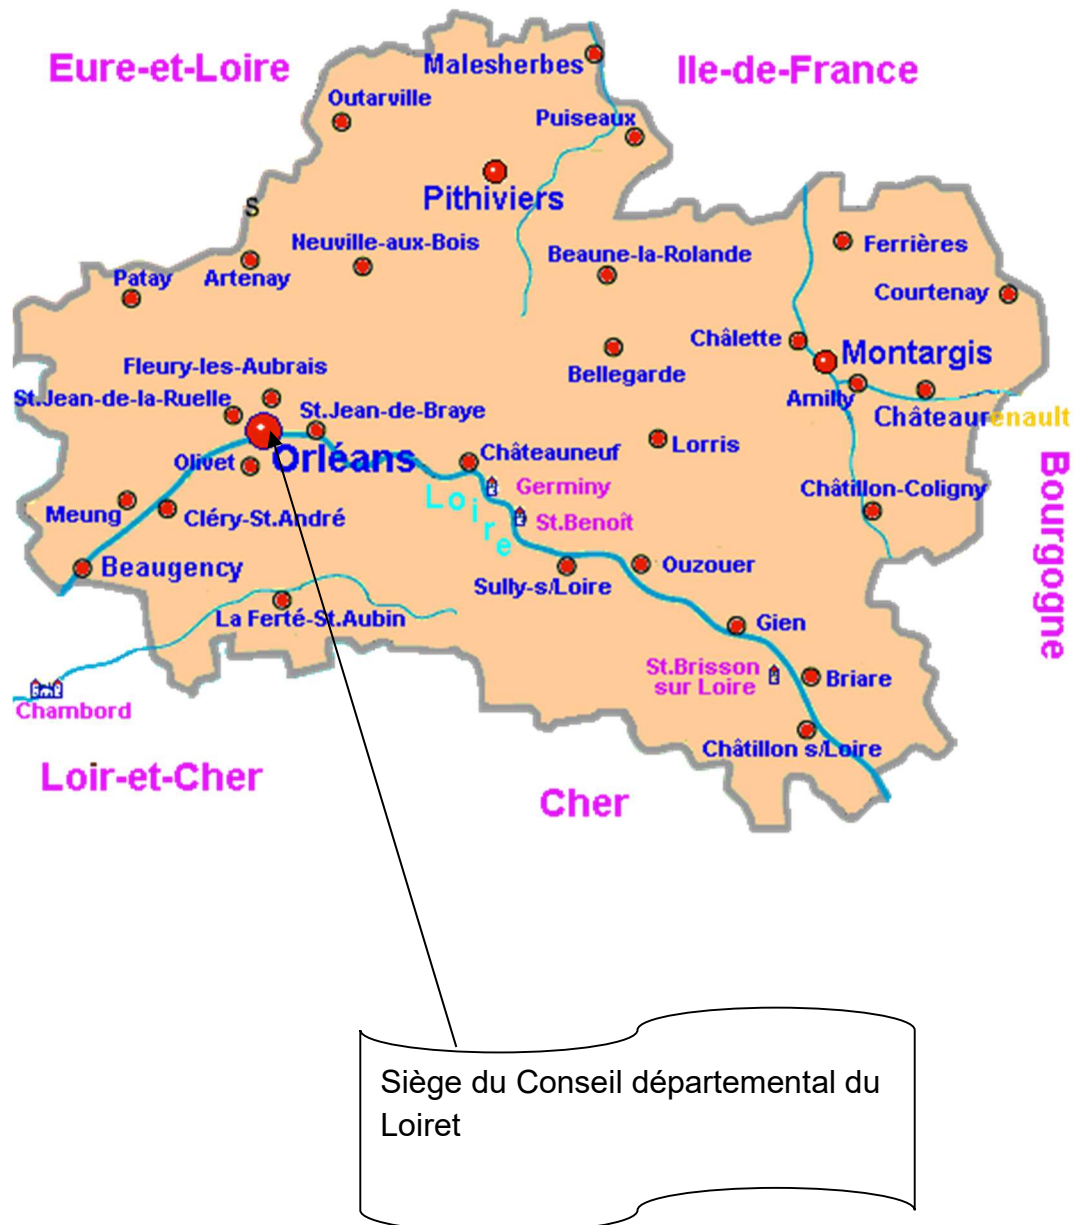 Eure-et-Loire
Malesherbes
Ile-de-France
Outarville
Puiseaux
Pithiviers
S
Neuville-aux-Bois
Beaune-la-Rolande
Ferrières
Patay
Artenay
Courtenay
Châlette
Montargis
Fleury-les-Aubrais
Bellegarde
St.Jean-de-la-Ruelle
St.Jean-de-Braye
Amilly
Châteaurenault
Olivet
Orléans
Châteauneuf
Lorris
Bourgogne
Loire
Germiny
Châtillon-Coligny
Meung
Cléry-St.André
St.Benoît
Beaugency
Sully-s/Loire
Ouzouer
La Ferté-St.Aubin
Gien
St.Brisson
sur Loire
Briare
Chambord
Châtillon s/Loire
Loir-et-Cher
Cher
Siège du Conseil départemental du
Loiret